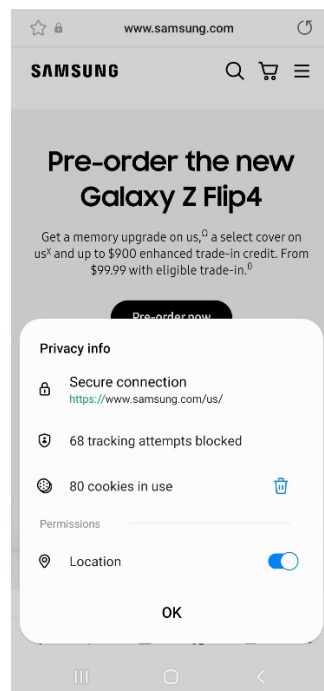 www.samsung.com
SAMSUNG
Pre-order the new
Galaxy Z Flip4
Get a memory upgrade on us,Ω a select cover on
usχ and up to $900 enhanced trade-in credit. From
$99.99 with eligible trade-in.θ
Pre-order now
Privacy info
Secure connection
https://www.samsung.com/us/
68 tracking attempts blocked
80 cookies in use
Permissions
Location
OK